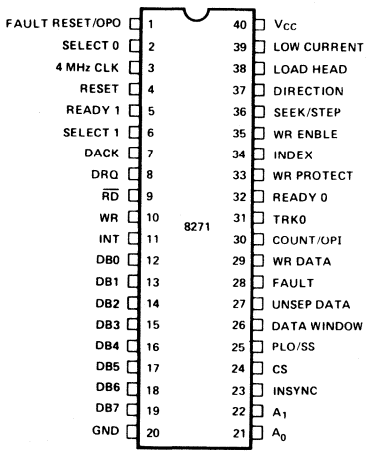 FAULT RESET/OPO 1 40 VCC
SELECT 0 2 39 LOW CURRENT
4 MHz CLK 3 38 LOAD HEAD
RESET 4 37 DIRECTION
READY 1 5 36 SEEK/STEP
SELECT 1 6 35 WR ENBLE
DACK 7 34 INDEX
DRQ 8 33 WR PROTECT
RD 9 32 READY 0
WR 10 31 TRK0
8271
INT 11 30 COUNT/OPI
DB0 12 29 WR DATA
DB1 13 28 FAULT
DB2 14 27 UNSEP DATA
DB3 15 26 DATA WINDOW
DB4 16 25 PLO/SS
DB5 17 24 CS
DB6 18 23 INSYNC
DB7 19 22 A1
GND 20 21 A0